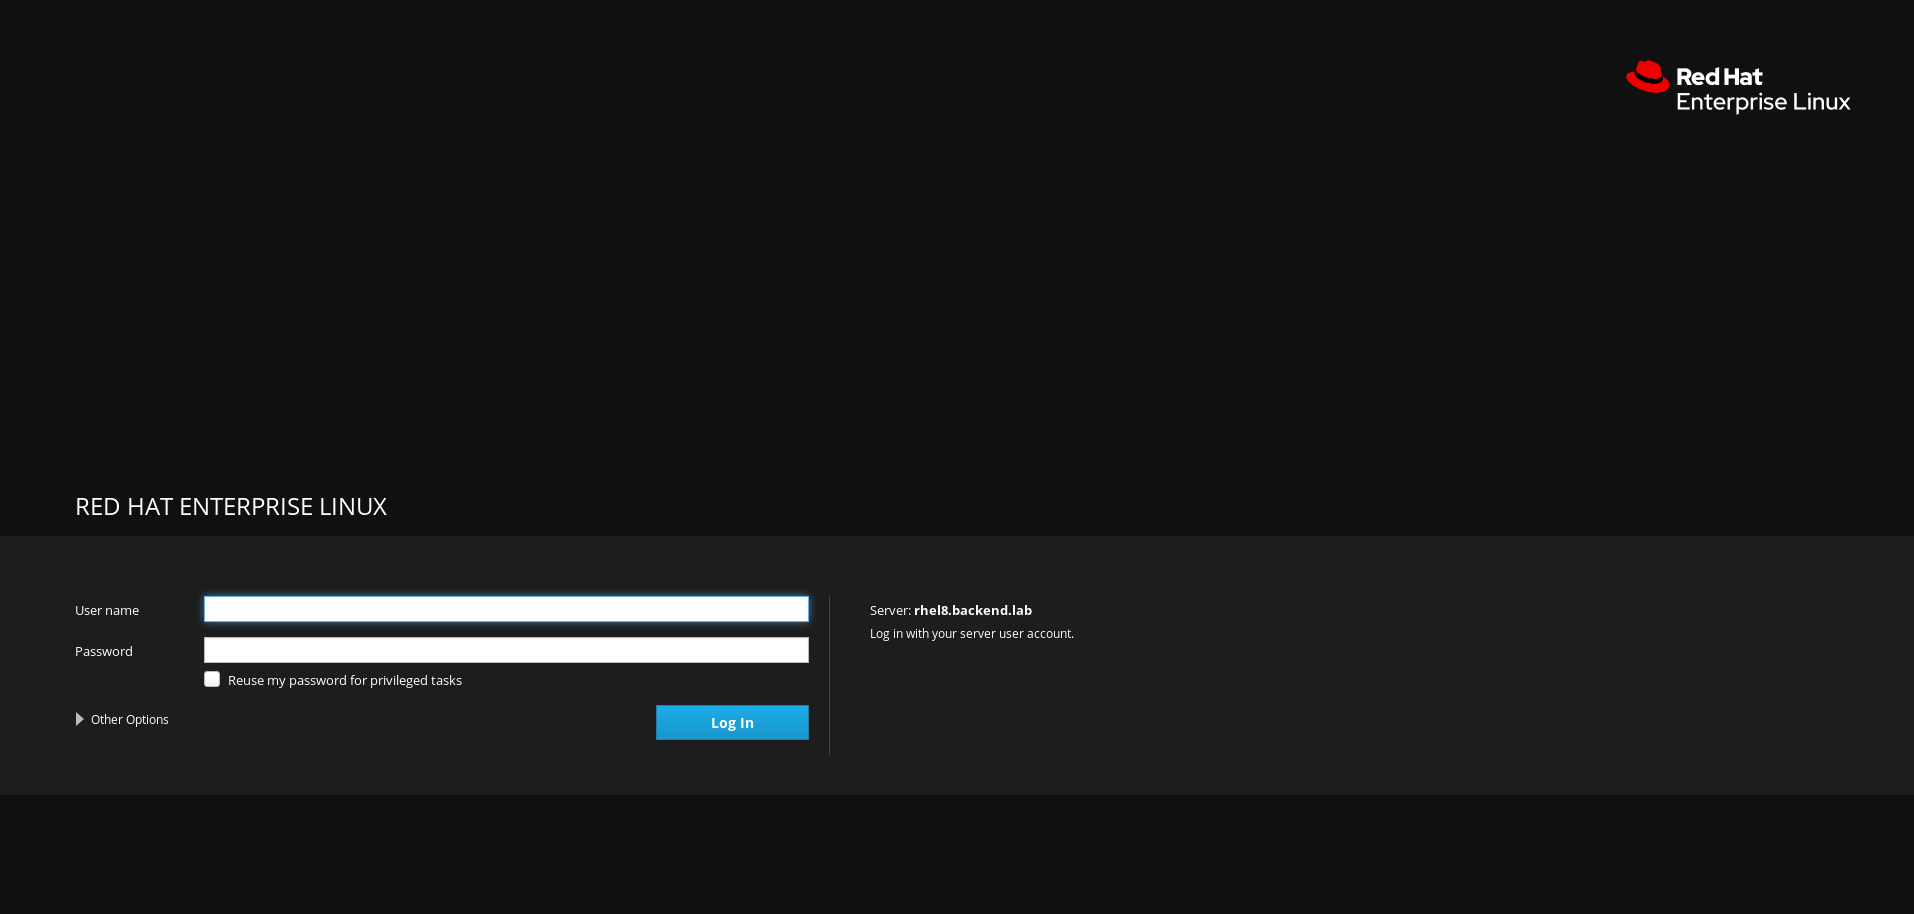 Red Hat
Enterprise Linux
RED HAT ENTERPRISE LINUX
User name
Password
Reuse my password for privileged tasks
Other Options
Log In
Server: rhel8.backend.lab
Log in with your server user account.